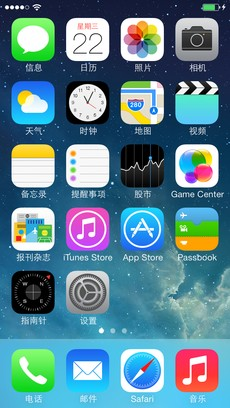 星期三
22
信息
日历
照片
相机
280
天气
时钟
地图
视频
备忘录
提醒事项
股市
Game Center
报刊杂志
iTunes Store
App Store
Passbook
指南针
设置
电话
邮件
Safari
音乐